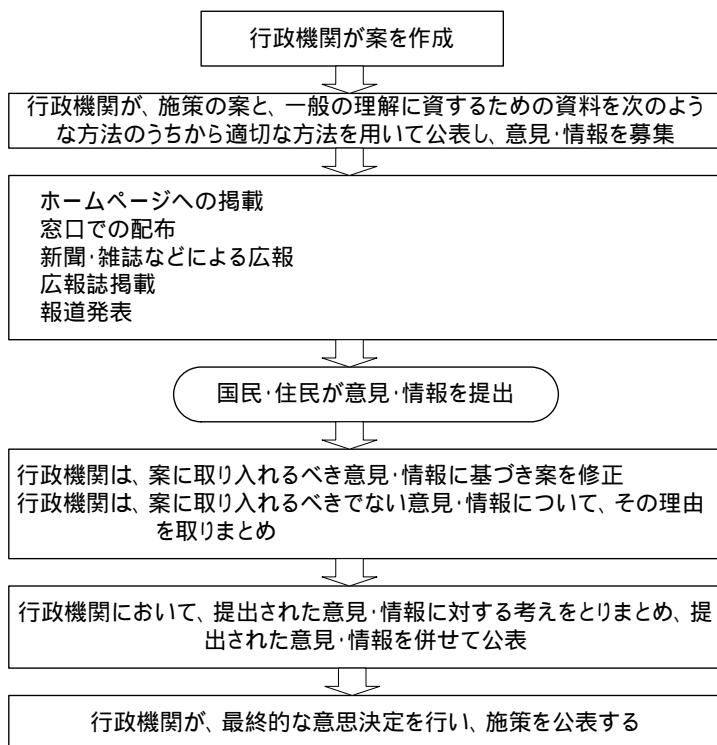 行政機関が案を作成
行政機関が、施策の案と、一般の理解に資するための資料を次のよう
な方法のうちから適切な方法を用いて公表し、意見・情報を募集
ホームページへの掲載
窓口での配布
新聞・雑誌などによる広報
広報誌掲載
報道発表
国民・住民が意見・情報を提出
行政機関は、案に取り入れるべき意見・情報に基づき案を修正
行政機関は、案に取り入れるべきでない意見・情報について、その理由
を取りまとめ
行政機関において、提出された意見・情報に対する考えをとりまとめ、提
出された意見・情報を併せて公表
行政機関が、最終的な意思決定を行い、施策を公表する